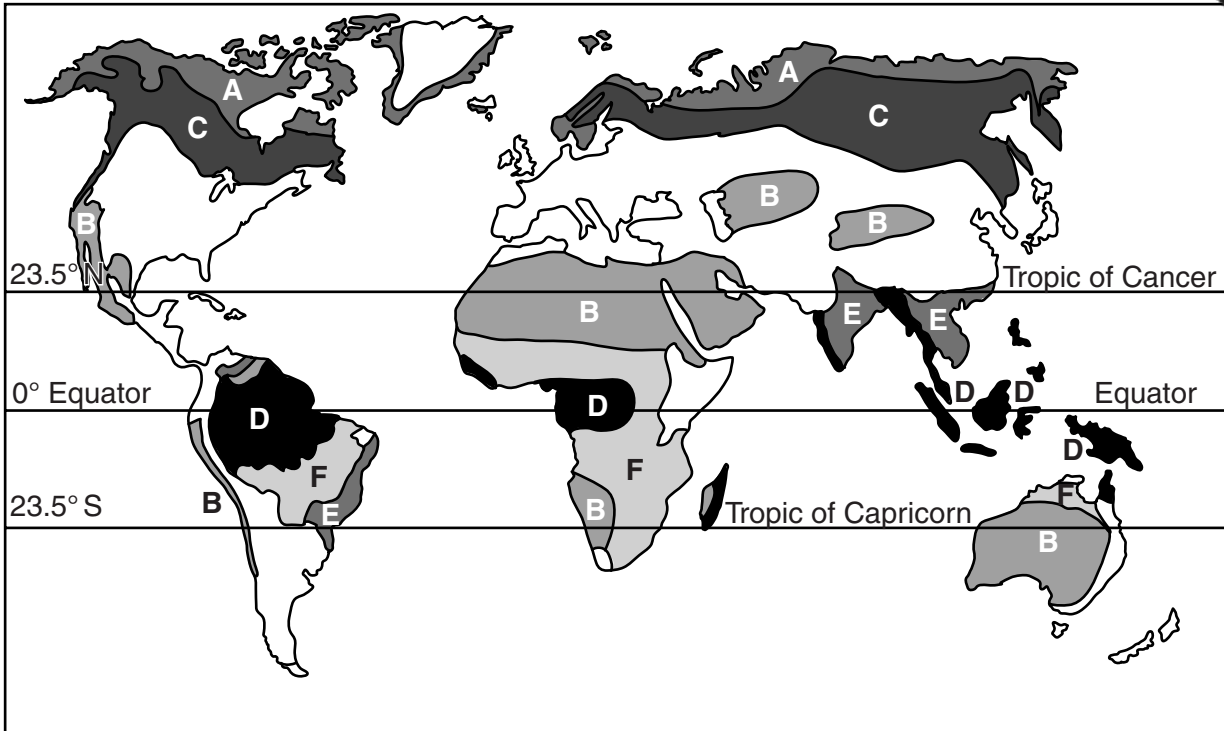 A
A
C
C
B
B
B
23.5° N
Tropic of Cancer
B
E
E
0° Equator
D
D
D
D
Equator
D
F
F
B
E
23.5° S
B
Tropic of Capricorn
F
B